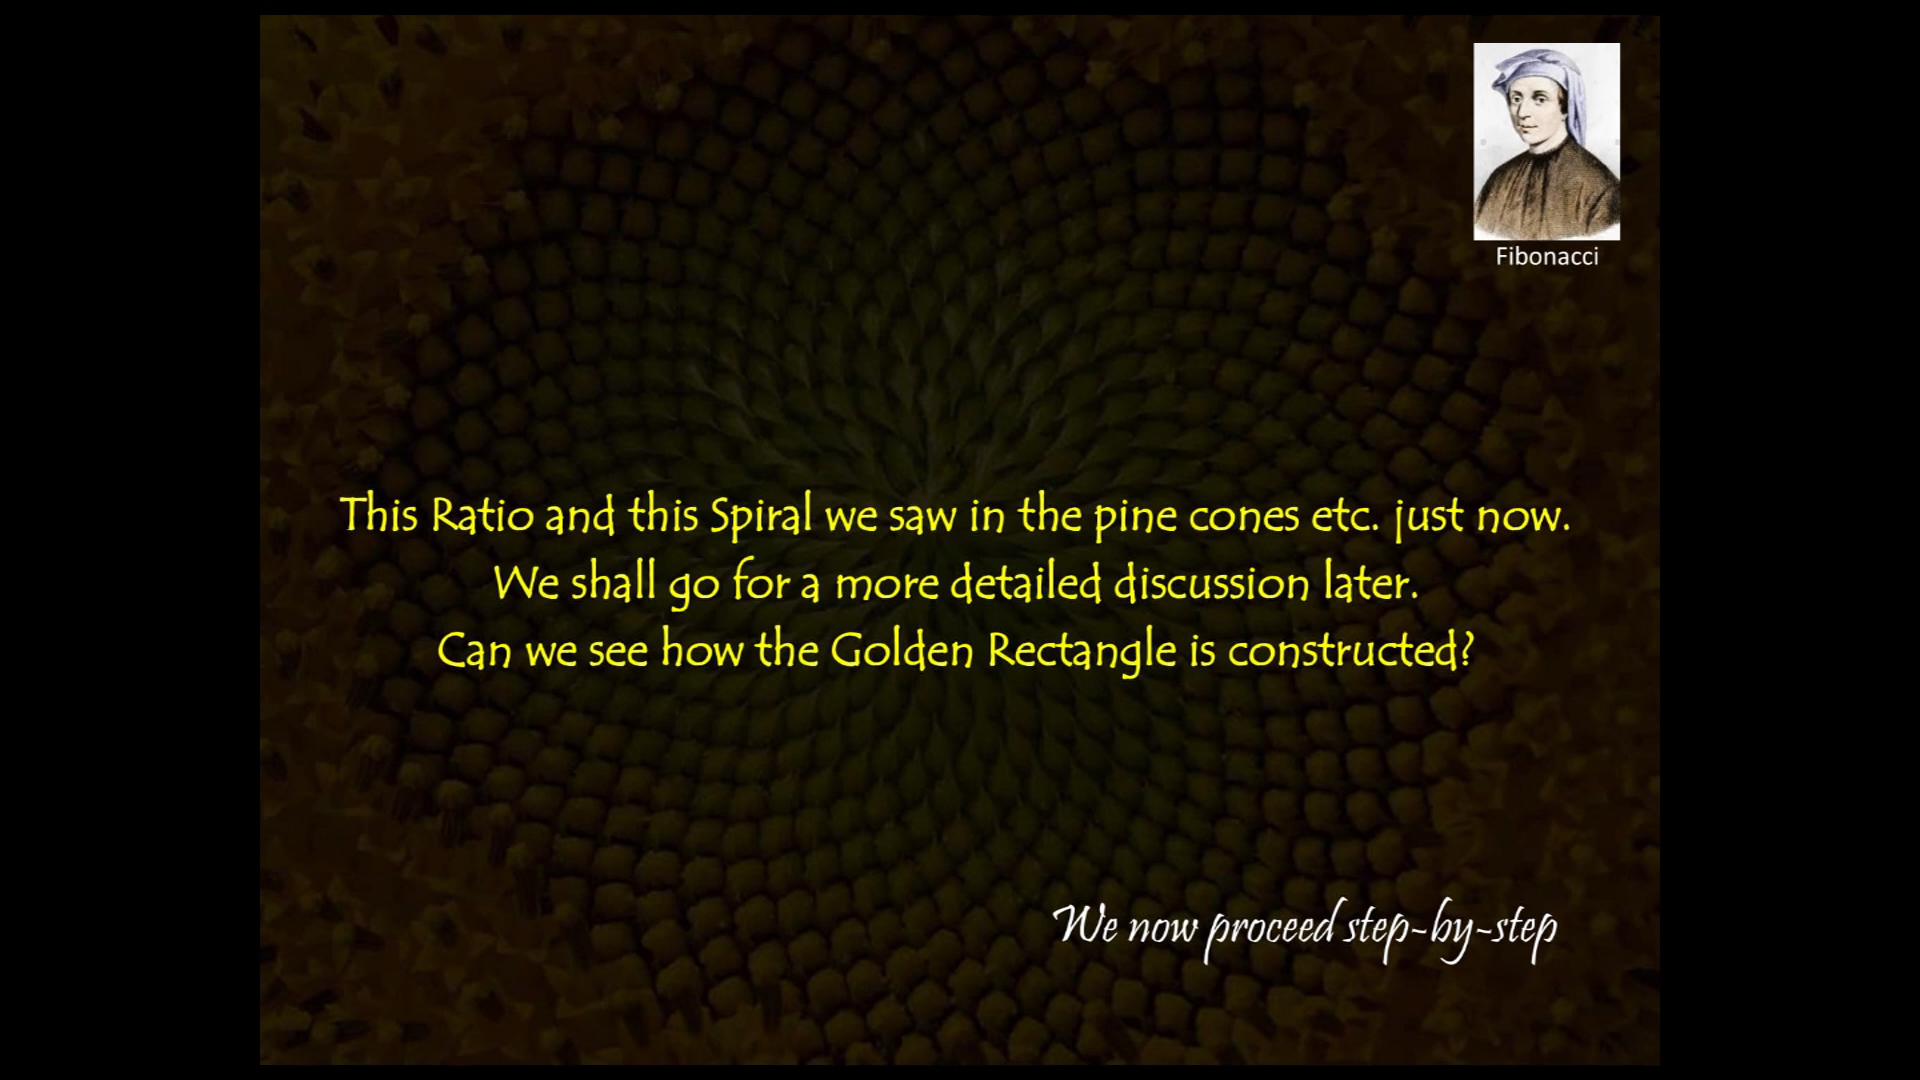 Fibonacci
This Ratio and this Spiral we saw in the pine cones etc. just now.
We shall go for a more detailed discussion later.
Can we see how the Golden Rectangle is constructed?
We now proceed step-by-step